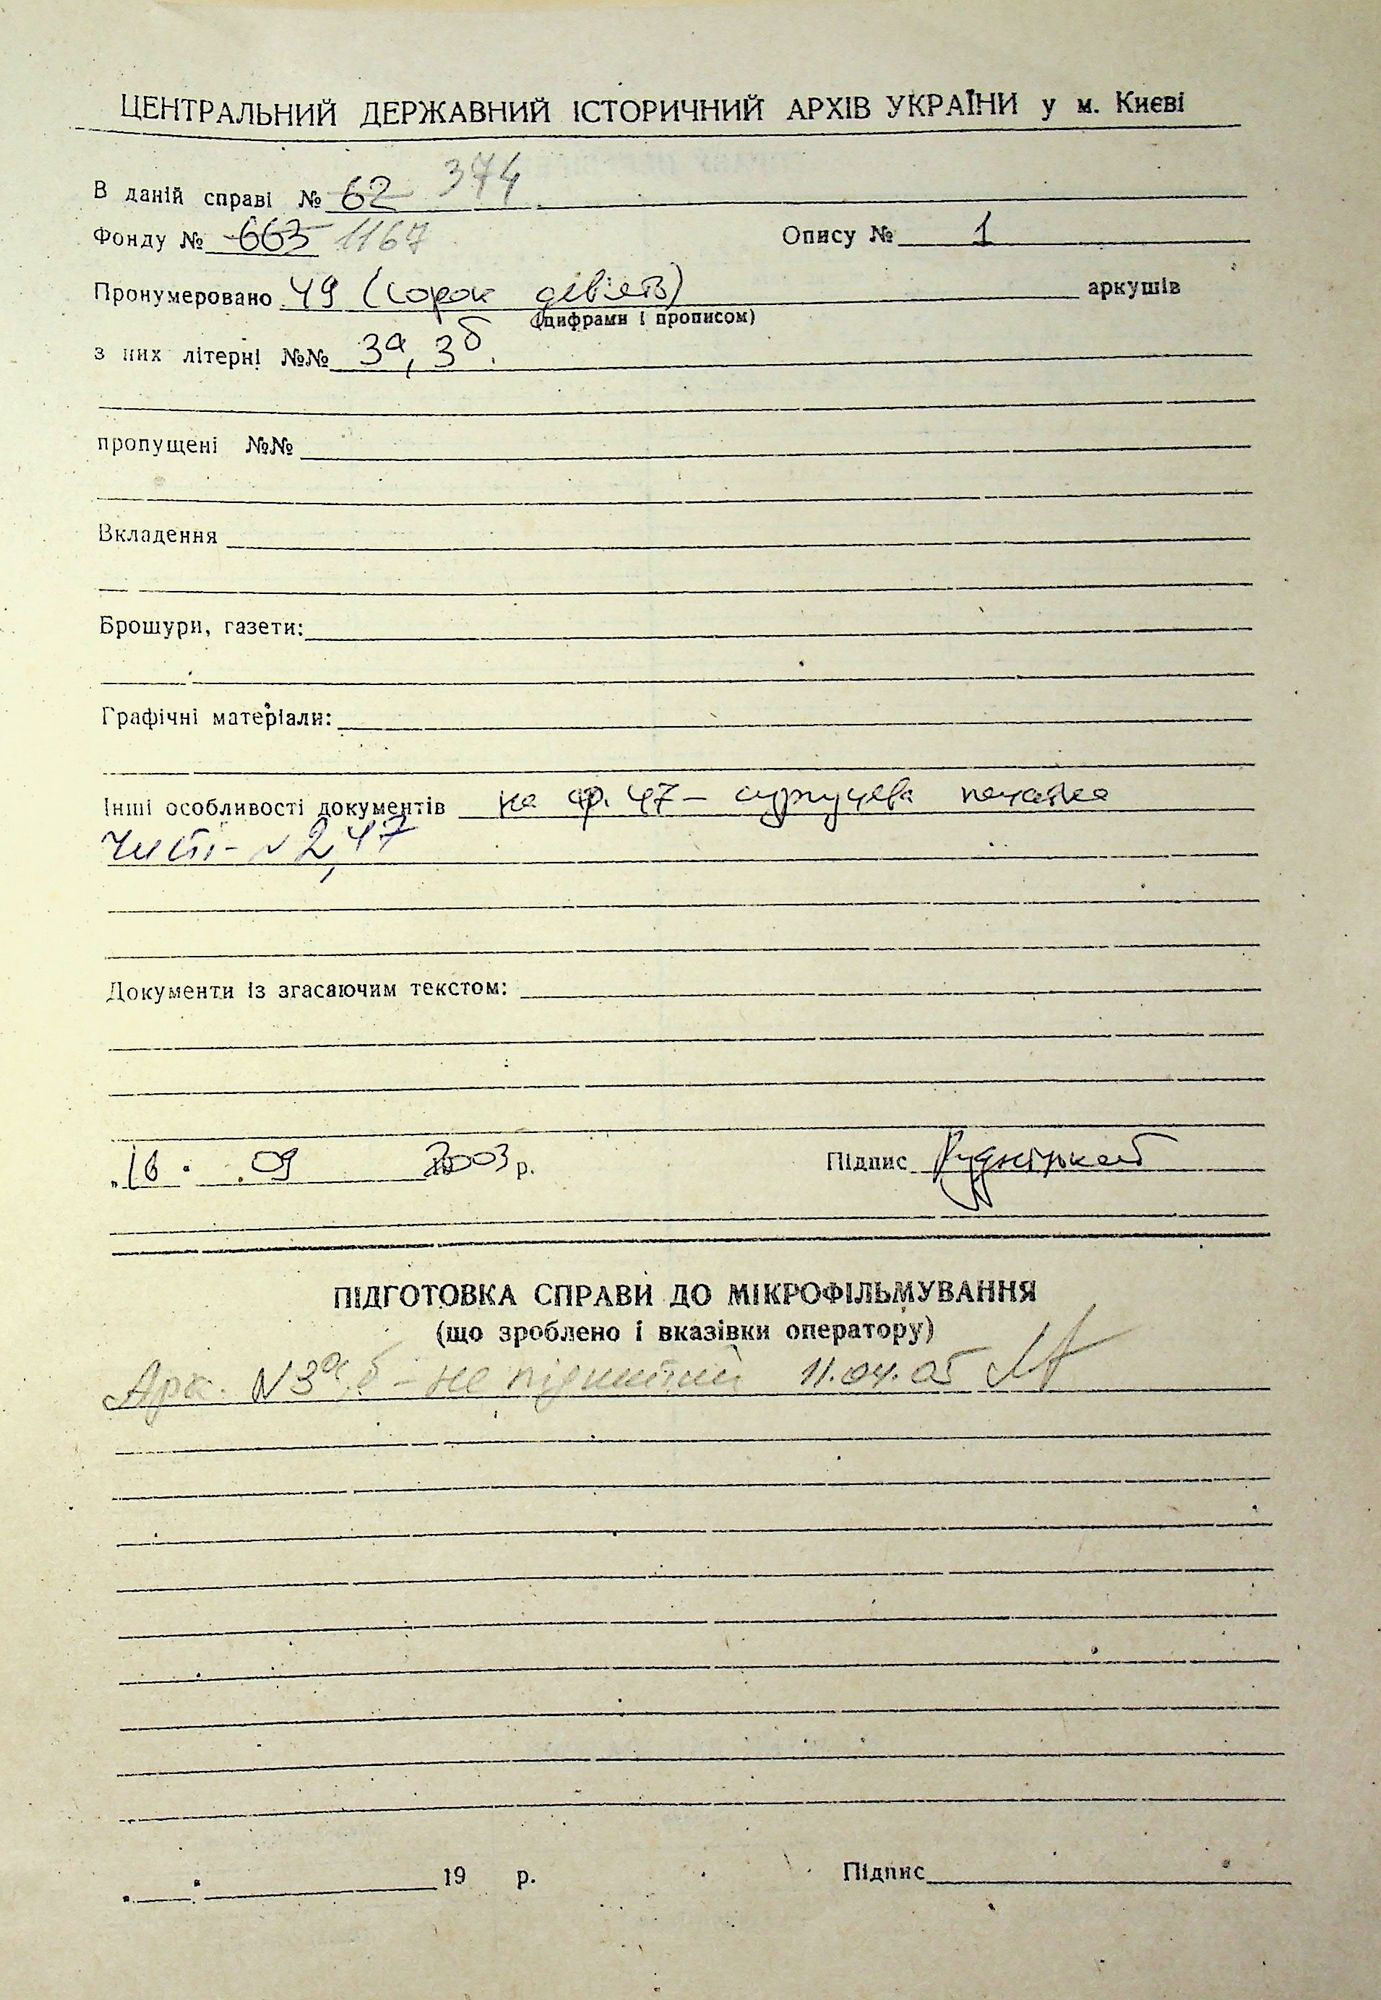 ЦЕНТРАЛЬНИЙ ДЕРЖАВНИЙ ІСТОРИЧНИЙ АРХІВ УКРАЇНИ у м. Києві
В даній справі № 62 374
Фонду № 663 1167 Опису № 1
Пронумеровано 49 (сорок дев'ять) аркушів
(цифрами і прописом)
з них літерні №№ 3а, 3б.
пропущені №№
Вкладення
Брошури, газети:
Графічні матеріали:
Інші особливості документів на ар. 47 – сургучева печатка
Чисті - N 2, 47
Документи із згасаючим текстом:
„16. .09 2003 р. Підпис
ПІДГОТОВКА СПРАВИ ДО МІКРОФІЛЬМУВАННЯ
(що зроблено і вказівки оператору)
Арк. N 3а, б – не підшитий 11.04.05
19 р. Підпис